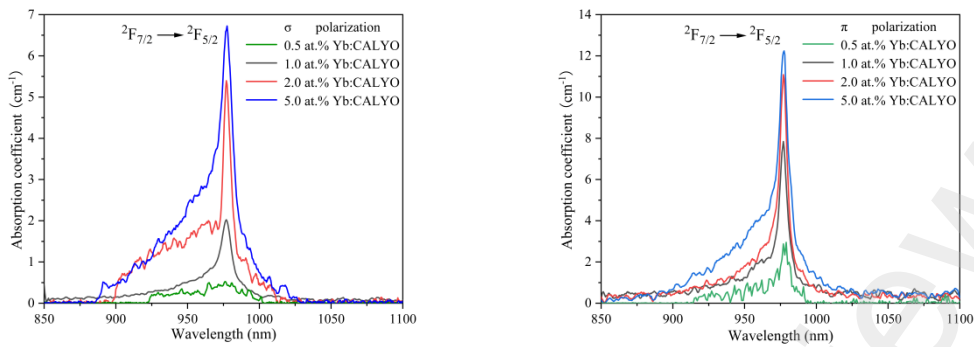 ²F₇/₂ → ²F₅/₂
σ polarization
0.5 at.% Yb:CALYO
1.0 at.% Yb:CALYO
2.0 at.% Yb:CALYO
5.0 at.% Yb:CALYO
Absorption coefficient (cm⁻¹)
7
6
5
4
3
2
1
0
850 900 950 1000 1050 1100
Wavelength (nm)
²F₇/₂ → ²F₅/₂
π polarization
0.5 at.% Yb:CALYO
1.0 at.% Yb:CALYO
2.0 at.% Yb:CALYO
5.0 at.% Yb:CALYO
Absorption coefficient (cm⁻¹)
14
12
10
8
6
4
2
0
850 900 950 1000 1050 1100
Wavelength (nm)